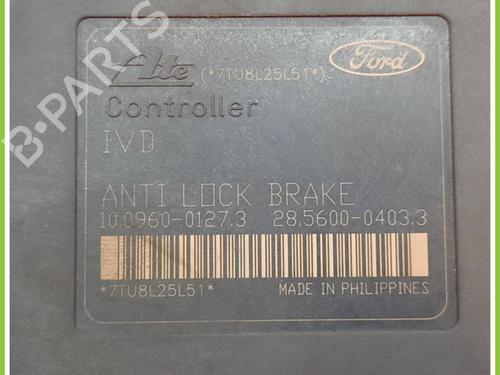 Ate (*7TU8L25L51*) Ford
Controller
IVD
ANTI LOCK BRAKE
10.0960-0127.3 28.5600-0403.3
*7TU8L25L51* MADE IN PHILIPPINES
B-PARTS